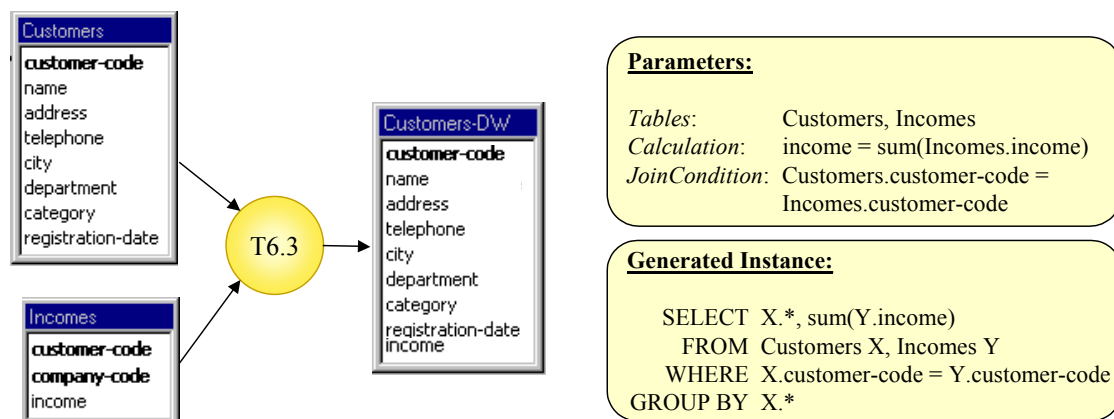 Customers
customer-code
name
address
telephone
city
department
category
registration-date
Incomes
customer-code
company-code
income
T6.3
Customers-DW
customer-code
name
address
telephone
city
department
category
registration-date
income
Parameters:
Tables: Customers, Incomes
Calculation: income = sum(Incomes.income)
JoinCondition: Customers.customer-code =
Incomes.customer-code
Generated Instance:
SELECT X.*, sum(Y.income)
FROM Customers X, Incomes Y
WHERE X.customer-code = Y.customer-code
GROUP BY X.*